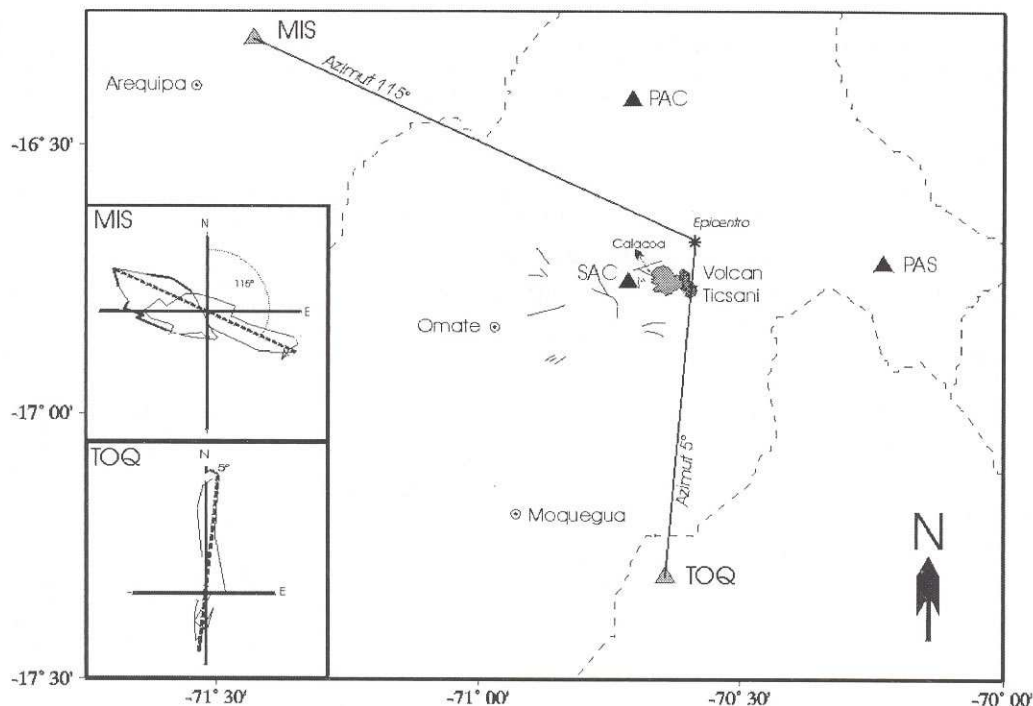 MIS
Arequipa
Azimut 115°
PAC
-16° 30'
MIS
N
115°
E
Epicentro
Calacoa
SAC
Volcan
Ticsani
PAS
Omate
-17° 00'
TOQ
N
5°
E
Azimut 5°
Moquegua
N
TOQ
-17° 30'
-71° 30'
-71° 00'
-70° 30'
-70° 00'